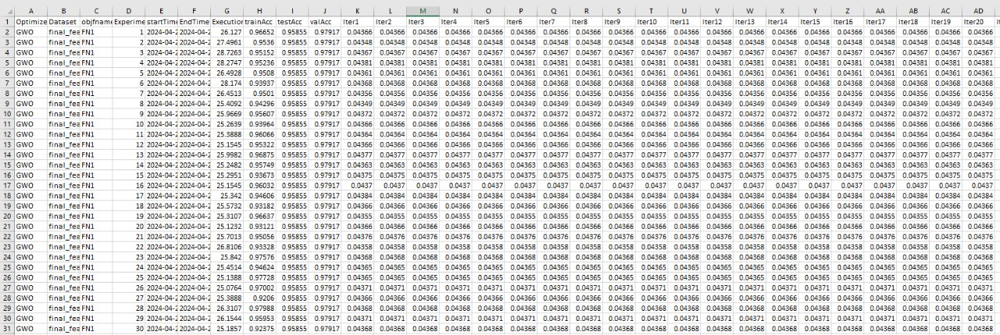 A B C D E F G H I J K L M N O P Q R S T U V W X Y Z AA AB AC AD
1 Optimize Dataset objfname Experime startTime EndTime Execution trainAcc testAcc valAcc Iter1 Iter2 Iter3 Iter4 Iter5 Iter6 Iter7 Iter8 Iter9 Iter10 Iter11 Iter12 Iter13 Iter14 Iter15 Iter16 Iter17 Iter18 Iter19 Iter20
2 GWO final_fea FN1 1 2024-04-2 2024-04-2 26.127 0.96652 0.95855 0.97917 0.04366 0.04366 0.04366 0.04366 0.04366 0.04366 0.04366 0.04366 0.04366 0.04366 0.04366 0.04366 0.04366 0.04366 0.04366 0.04366 0.04366 0.04366 0.04366 0.04366
3 GWO final_fea FN1 2 2024-04-2 2024-04-2 27.4961 0.9536 0.95855 0.97917 0.04348 0.04348 0.04348 0.04348 0.04348 0.04348 0.04348 0.04348 0.04348 0.04348 0.04348 0.04348 0.04348 0.04348 0.04348 0.04348 0.04348 0.04348 0.04348 0.04348
4 GWO final_fea FN1 3 2024-04-2 2024-04-2 28.7263 0.95152 0.95855 0.97917 0.04367 0.04367 0.04367 0.04367 0.04367 0.04367 0.04367 0.04367 0.04367 0.04367 0.04367 0.04367 0.04367 0.04367 0.04367 0.04367 0.04367 0.04367 0.04367 0.04367
5 GWO final_fea FN1 4 2024-04-2 2024-04-2 28.2747 0.95236 0.95855 0.97917 0.04381 0.04381 0.04381 0.04381 0.04381 0.04381 0.04381 0.04381 0.04381 0.04381 0.04381 0.04381 0.04381 0.04381 0.04381 0.04381 0.04381 0.04381 0.04381 0.04381
6 GWO final_fea FN1 5 2024-04-2 2024-04-2 26.4928 0.9508 0.95855 0.97917 0.04361 0.04361 0.04361 0.04361 0.04361 0.04361 0.04361 0.04361 0.04361 0.04361 0.04361 0.04361 0.04361 0.04361 0.04361 0.04361 0.04361 0.04361 0.04361 0.04361
7 GWO final_fea FN1 6 2024-04-2 2024-04-2 28.174 0.93937 0.95855 0.97917 0.04368 0.04368 0.04368 0.04368 0.04368 0.04368 0.04368 0.04368 0.04368 0.04368 0.04368 0.04368 0.04368 0.04368 0.04368 0.04368 0.04368 0.04368 0.04368 0.04368
8 GWO final_fea FN1 7 2024-04-2 2024-04-2 26.4513 0.9501 0.95855 0.97917 0.04356 0.04356 0.04356 0.04356 0.04356 0.04356 0.04356 0.04356 0.04356 0.04356 0.04356 0.04356 0.04356 0.04356 0.04356 0.04356 0.04356 0.04356 0.04356 0.04356
9 GWO final_fea FN1 8 2024-04-2 2024-04-2 25.4092 0.94296 0.95855 0.97917 0.04349 0.04349 0.04349 0.04349 0.04349 0.04349 0.04349 0.04349 0.04349 0.04349 0.04349 0.04349 0.04349 0.04349 0.04349 0.04349 0.04349 0.04349 0.04349 0.04349
10 GWO final_fea FN1 9 2024-04-2 2024-04-2 25.9669 0.95607 0.95855 0.97917 0.04372 0.04372 0.04372 0.04372 0.04372 0.04372 0.04372 0.04372 0.04372 0.04372 0.04372 0.04372 0.04372 0.04372 0.04372 0.04372 0.04372 0.04372 0.04372 0.04372
11 GWO final_fea FN1 10 2024-04-2 2024-04-2 25.2639 0.93964 0.95855 0.97917 0.04366 0.04366 0.04366 0.04366 0.04366 0.04366 0.04366 0.04366 0.04366 0.04366 0.04366 0.04366 0.04366 0.04366 0.04366 0.04366 0.04366 0.04366 0.04366 0.04366
12 GWO final_fea FN1 11 2024-04-2 2024-04-2 25.3888 0.96066 0.95855 0.97917 0.04364 0.04364 0.04364 0.04364 0.04364 0.04364 0.04364 0.04364 0.04364 0.04364 0.04364 0.04364 0.04364 0.04364 0.04364 0.04364 0.04364 0.04364 0.04364 0.04364
13 GWO final_fea FN1 12 2024-04-2 2024-04-2 25.1545 0.95322 0.95855 0.97917 0.04366 0.04366 0.04366 0.04366 0.04366 0.04366 0.04366 0.04366 0.04366 0.04366 0.04366 0.04366 0.04366 0.04366 0.04366 0.04366 0.04366 0.04366 0.04366 0.04366
14 GWO final_fea FN1 13 2024-04-2 2024-04-2 25.9982 0.96875 0.95855 0.97917 0.04377 0.04377 0.04377 0.04377 0.04377 0.04377 0.04377 0.04377 0.04377 0.04377 0.04377 0.04377 0.04377 0.04377 0.04377 0.04377 0.04377 0.04377 0.04377 0.04377
15 GWO final_fea FN1 14 2024-04-2 2024-04-2 25.2482 0.95749 0.95855 0.97917 0.04363 0.04363 0.04363 0.04363 0.04363 0.04363 0.04363 0.04363 0.04363 0.04363 0.04363 0.04363 0.04363 0.04363 0.04363 0.04363 0.04363 0.04363 0.04363 0.04363
16 GWO final_fea FN1 15 2024-04-2 2024-04-2 25.2951 0.93673 0.95855 0.97917 0.04375 0.04375 0.04375 0.04375 0.04375 0.04375 0.04375 0.04375 0.04375 0.04375 0.04375 0.04375 0.04375 0.04375 0.04375 0.04375 0.04375 0.04375 0.04375 0.04375
17 GWO final_fea FN1 16 2024-04-2 2024-04-2 25.1545 0.96032 0.95855 0.97917 0.0437 0.0437 0.0437 0.0437 0.0437 0.0437 0.0437 0.0437 0.0437 0.0437 0.0437 0.0437 0.0437 0.0437 0.0437 0.0437 0.0437 0.0437 0.0437 0.0437
18 GWO final_fea FN1 17 2024-04-2 2024-04-2 25.342 0.94606 0.95855 0.97917 0.04384 0.04384 0.04384 0.04384 0.04384 0.04384 0.04384 0.04384 0.04384 0.04384 0.04384 0.04384 0.04384 0.04384 0.04384 0.04384 0.04384 0.04384 0.04384 0.04384
19 GWO final_fea FN1 18 2024-04-2 2024-04-2 25.5732 0.93182 0.95855 0.97917 0.04366 0.04366 0.04366 0.04366 0.04366 0.04366 0.04366 0.04366 0.04366 0.04366 0.04366 0.04366 0.04366 0.04366 0.04366 0.04366 0.04366 0.04366 0.04366 0.04366
20 GWO final_fea FN1 19 2024-04-2 2024-04-2 25.3107 0.96637 0.95855 0.97917 0.04355 0.04355 0.04355 0.04355 0.04355 0.04355 0.04355 0.04355 0.04355 0.04355 0.04355 0.04355 0.04355 0.04355 0.04355 0.04355 0.04355 0.04355 0.04355 0.04355
21 GWO final_fea FN1 20 2024-04-2 2024-04-2 25.1232 0.93121 0.95855 0.97917 0.04366 0.04366 0.04366 0.04366 0.04366 0.04366 0.04366 0.04366 0.04366 0.04366 0.04366 0.04366 0.04366 0.04366 0.04366 0.04366 0.04366 0.04366 0.04366 0.04366
22 GWO final_fea FN1 21 2024-04-2 2024-04-2 25.7013 0.95056 0.95855 0.97917 0.04376 0.04376 0.04376 0.04376 0.04376 0.04376 0.04376 0.04376 0.04376 0.04376 0.04376 0.04376 0.04376 0.04376 0.04376 0.04376 0.04376 0.04376 0.04376 0.04376
23 GWO final_fea FN1 22 2024-04-2 2024-04-2 26.8106 0.93328 0.95855 0.97917 0.04358 0.04358 0.04358 0.04358 0.04358 0.04358 0.04358 0.04358 0.04358 0.04358 0.04358 0.04358 0.04358 0.04358 0.04358 0.04358 0.04358 0.04358 0.04358 0.04358
24 GWO final_fea FN1 23 2024-04-2 2024-04-2 25.842 0.97576 0.95855 0.97917 0.04368 0.04368 0.04368 0.04368 0.04368 0.04368 0.04368 0.04368 0.04368 0.04368 0.04368 0.04368 0.04368 0.04368 0.04368 0.04368 0.04368 0.04368 0.04368 0.04368
25 GWO final_fea FN1 24 2024-04-2 2024-04-2 25.4514 0.94624 0.95855 0.97917 0.04365 0.04365 0.04365 0.04365 0.04365 0.04365 0.04365 0.04365 0.04365 0.04365 0.04365 0.04365 0.04365 0.04365 0.04365 0.04365 0.04365 0.04365 0.04365 0.04365
26 GWO final_fea FN1 25 2024-04-2 2024-04-2 25.1388 0.97728 0.95855 0.97917 0.04365 0.04365 0.04365 0.04365 0.04365 0.04365 0.04365 0.04365 0.04365 0.04365 0.04365 0.04365 0.04365 0.04365 0.04365 0.04365 0.04365 0.04365 0.04365 0.04365
27 GWO final_fea FN1 26 2024-04-2 2024-04-2 25.0764 0.97002 0.95855 0.97917 0.04371 0.04371 0.04371 0.04371 0.04371 0.04371 0.04371 0.04371 0.04371 0.04371 0.04371 0.04371 0.04371 0.04371 0.04371 0.04371 0.04371 0.04371 0.04371 0.04371
28 GWO final_fea FN1 27 2024-04-2 2024-04-2 25.3888 0.9206 0.95855 0.97917 0.04366 0.04366 0.04366 0.04366 0.04366 0.04366 0.04366 0.04366 0.04366 0.04366 0.04366 0.04366 0.04366 0.04366 0.04366 0.04366 0.04366 0.04366 0.04366 0.04366
29 GWO final_fea FN1 28 2024-04-2 2024-04-2 26.3107 0.97988 0.95855 0.97917 0.04368 0.04368 0.04368 0.04368 0.04368 0.04368 0.04368 0.04368 0.04368 0.04368 0.04368 0.04368 0.04368 0.04368 0.04368 0.04368 0.04368 0.04368 0.04368 0.04368
30 GWO final_fea FN1 29 2024-04-2 2024-04-2 26.1544 0.95953 0.95855 0.97917 0.04371 0.04371 0.04371 0.04371 0.04371 0.04371 0.04371 0.04371 0.04371 0.04371 0.04371 0.04371 0.04371 0.04371 0.04371 0.04371 0.04371 0.04371 0.04371 0.04371
31 GWO final_fea FN1 30 2024-04-2 2024-04-2 25.1857 0.92375 0.95855 0.97917 0.04368 0.04368 0.04368 0.04368 0.04368 0.04368 0.04368 0.04368 0.04368 0.04368 0.04368 0.04368 0.04368 0.04368 0.04368 0.04368 0.04368 0.04368 0.04368 0.04368